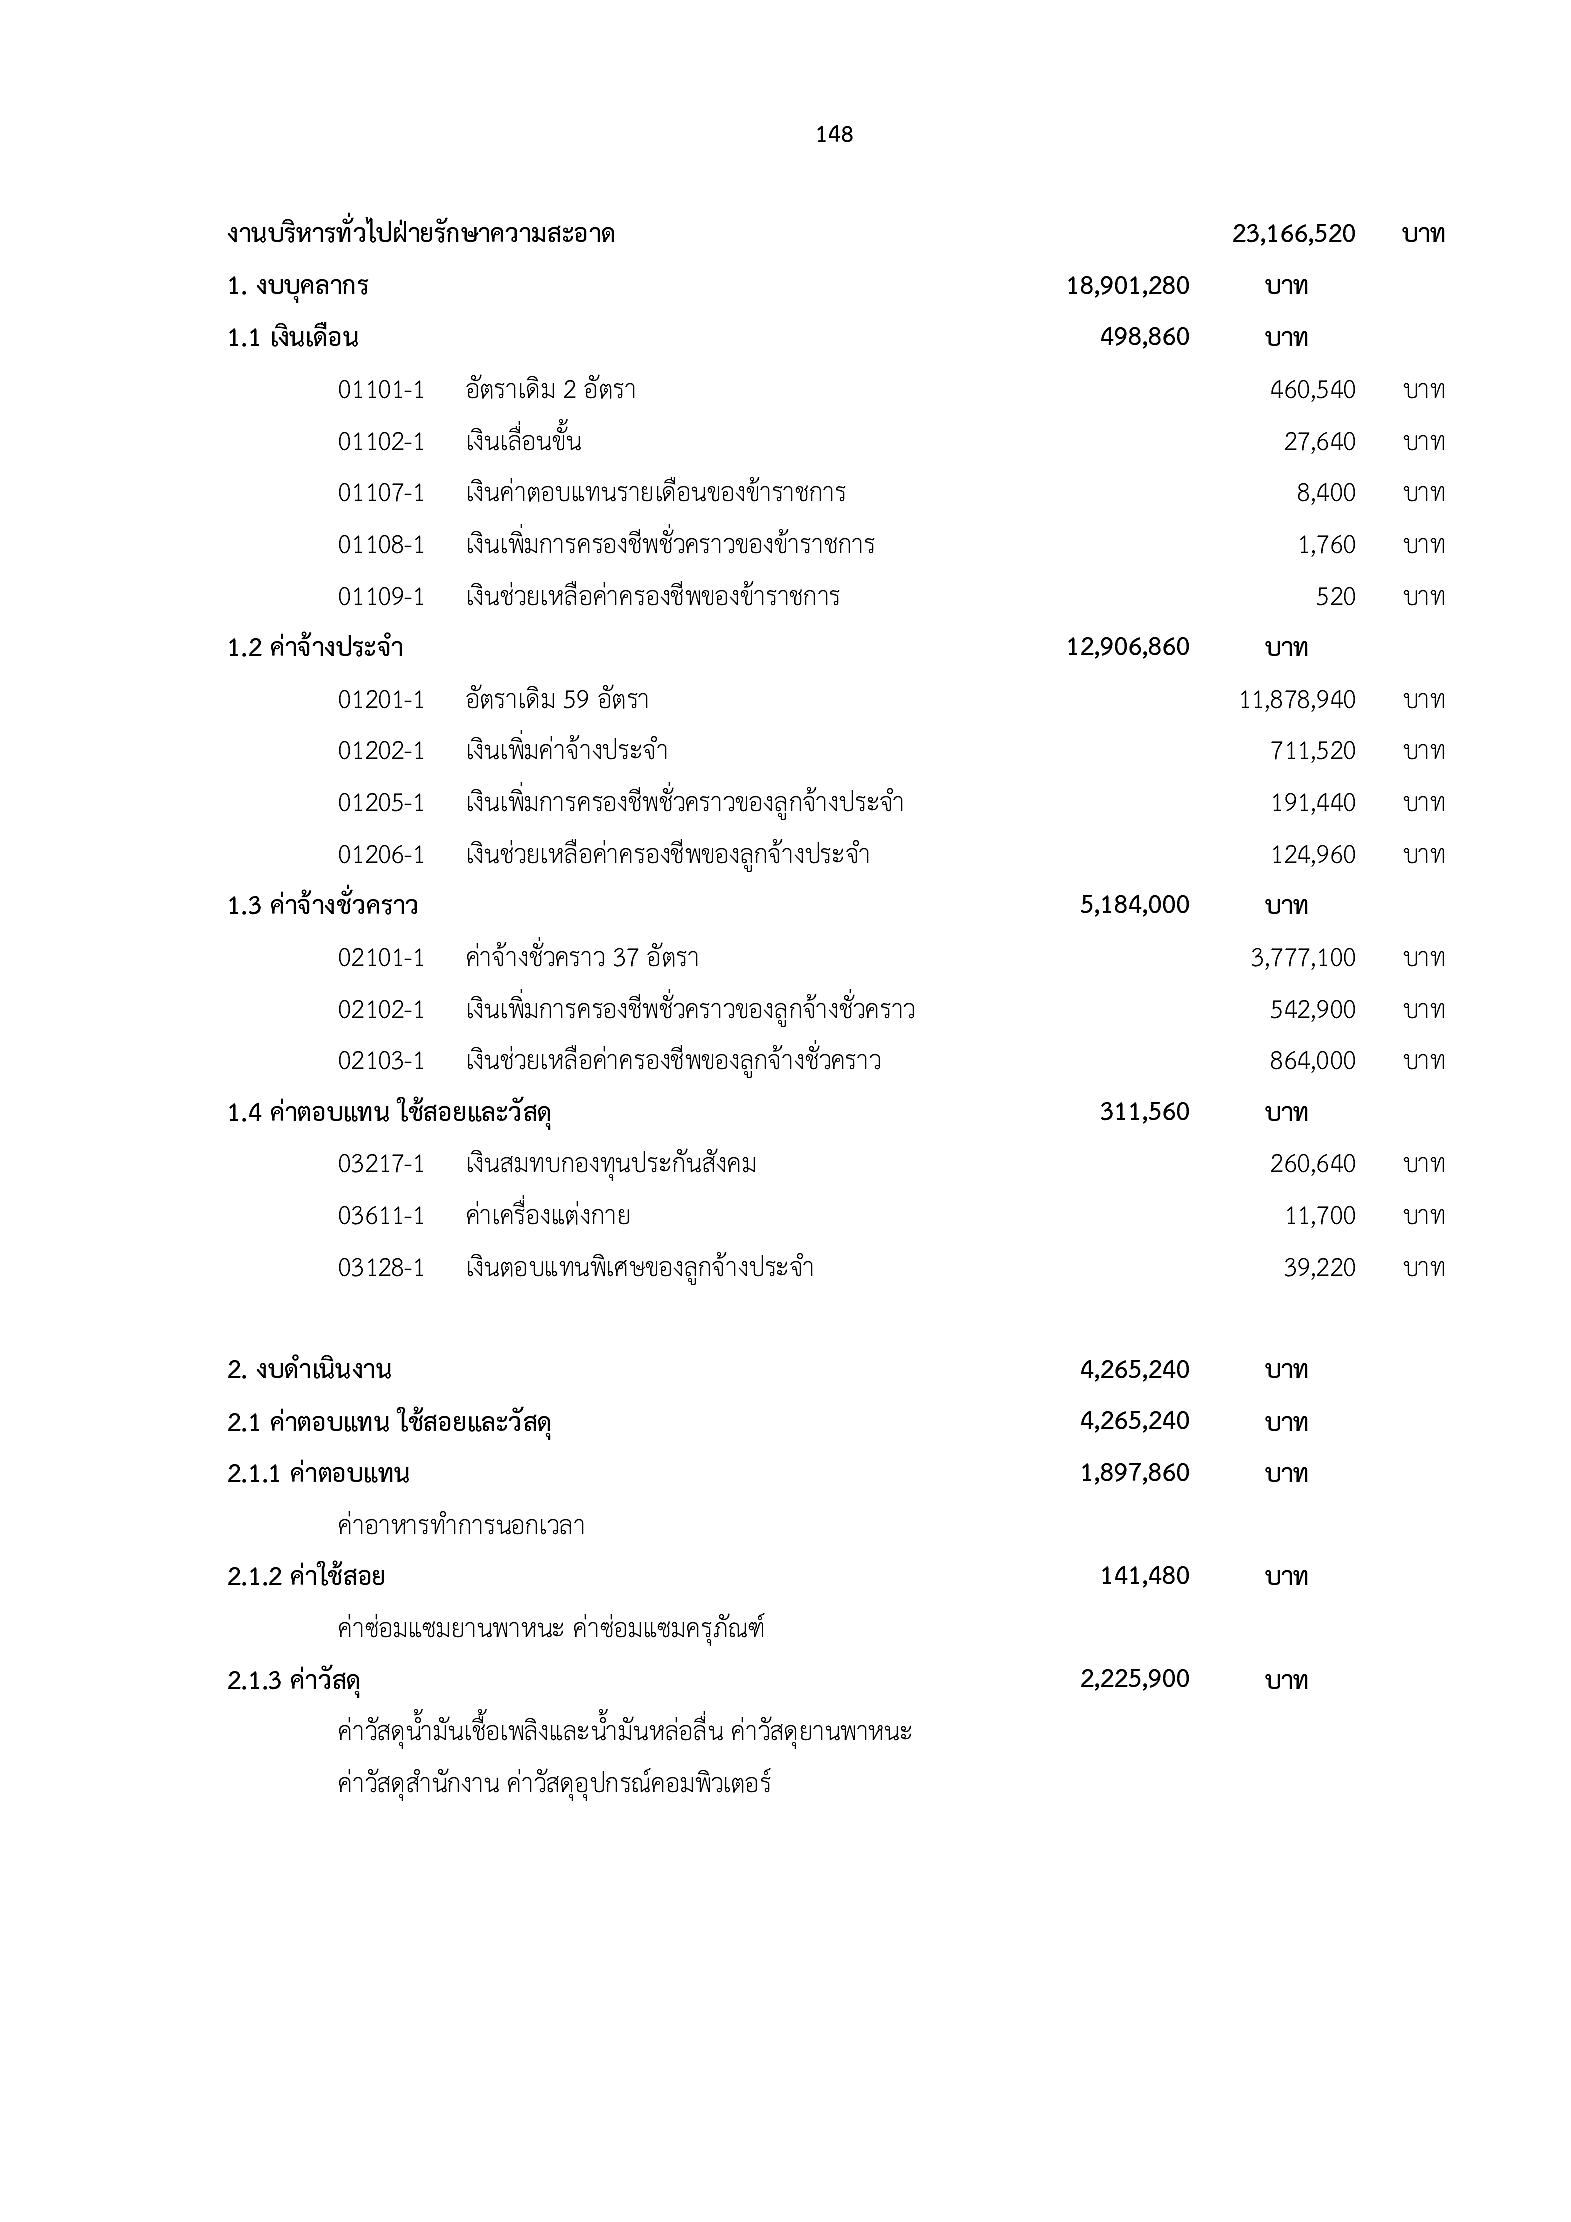 148
งานบริหารทั่วไปฝ่ายรักษาความสะอาด 23,166,520 บาท
1. งบบุคลากร 18,901,280 บาท
1.1 เงินเดือน 498,860 บาท
01101-1 อัตราเดิม 2 อัตรา 460,540 บาท
01102-1 เงินเลื่อนขั้น 27,640 บาท
01107-1 เงินค่าตอบแทนรายเดือนของข้าราชการ 8,400 บาท
01108-1 เงินเพิ่มการครองชีพชั่วคราวของข้าราชการ 1,760 บาท
01109-1 เงินช่วยเหลือค่าครองชีพของข้าราชการ 520 บาท
1.2 ค่าจ้างประจำ 12,906,860 บาท
01201-1 อัตราเดิม 59 อัตรา 11,878,940 บาท
01202-1 เงินเพิ่มค่าจ้างประจำ 711,520 บาท
01205-1 เงินเพิ่มการครองชีพชั่วคราวของลูกจ้างประจำ 191,440 บาท
01206-1 เงินช่วยเหลือค่าครองชีพของลูกจ้างประจำ 124,960 บาท
1.3 ค่าจ้างชั่วคราว 5,184,000 บาท
02101-1 ค่าจ้างชั่วคราว 37 อัตรา 3,777,100 บาท
02102-1 เงินเพิ่มการครองชีพชั่วคราวของลูกจ้างชั่วคราว 542,900 บาท
02103-1 เงินช่วยเหลือค่าครองชีพของลูกจ้างชั่วคราว 864,000 บาท
1.4 ค่าตอบแทน ใช้สอยและวัสดุ 311,560 บาท
03217-1 เงินสมทบกองทุนประกันสังคม 260,640 บาท
03611-1 ค่าเครื่องแต่งกาย 11,700 บาท
03128-1 เงินตอบแทนพิเศษของลูกจ้างประจำ 39,220 บาท
2. งบดำเนินงาน 4,265,240 บาท
2.1 ค่าตอบแทน ใช้สอยและวัสดุ 4,265,240 บาท
2.1.1 ค่าตอบแทน 1,897,860 บาท
ค่าอาหารทำการนอกเวลา
2.1.2 ค่าใช้สอย 141,480 บาท
ค่าซ่อมแซมยานพาหนะ ค่าซ่อมแซมครุภัณฑ์
2.1.3 ค่าวัสดุ 2,225,900 บาท
ค่าวัสดุน้ำมันเชื้อเพลิงและน้ำมันหล่อลื่น ค่าวัสดุยานพาหนะ
ค่าวัสดุสำนักงาน ค่าวัสดุอุปกรณ์คอมพิวเตอร์